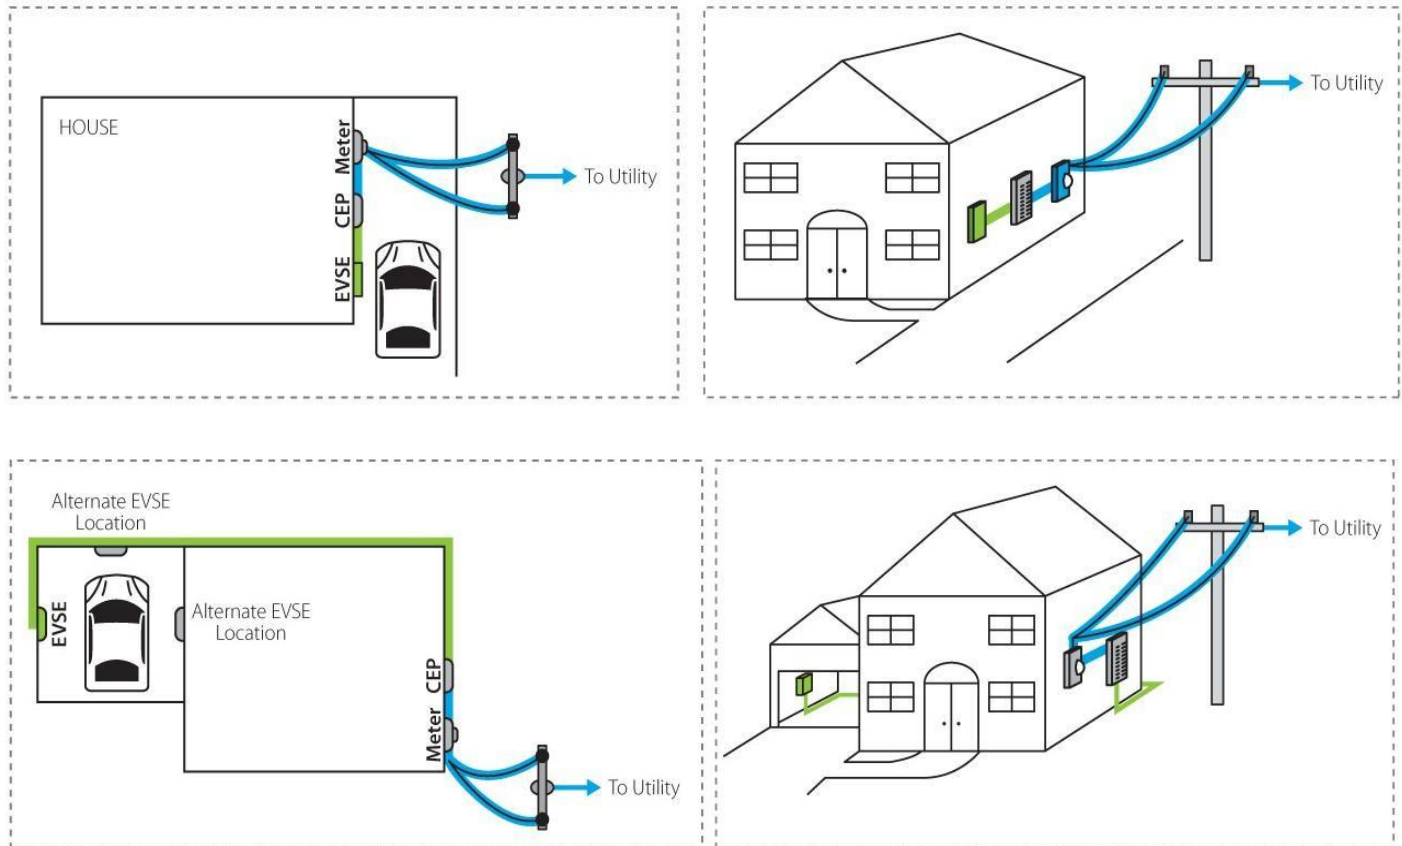 HOUSE
Meter
CEP
EVSE
To Utility
To Utility
Alternate EVSE
Location
EVSE
Alternate EVSE
Location
CEP
Meter
To Utility
To Utility